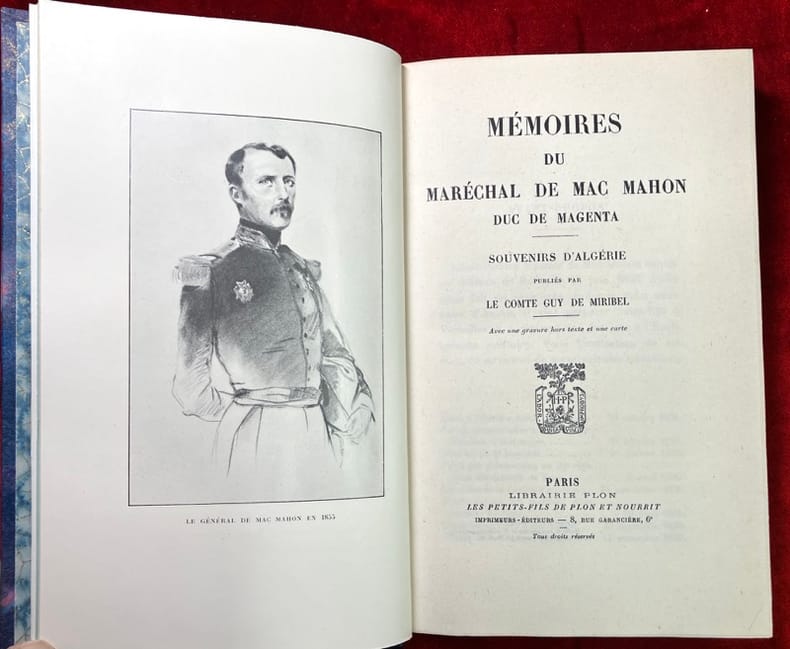 LE GÉNÉRAL DE MAC MAHON EN 1855
MÉMOIRES
DU
MARÉCHAL DE MAC MAHON
DUC DE MAGENTA
SOUVENIRS D'ALGÉRIE
PUBLIÉS PAR
LE COMTE GUY DE MIRIBEL
Avec une gravure hors texte et une carte
LABOR
H·P
PARIS
LIBRAIRIE PLON
LES PETITS-FILS DE PLON ET NOURRIT
IMPRIMEURS-ÉDITEURS — 8, RUE GARANCIÈRE, 6e
Tous droits réservés